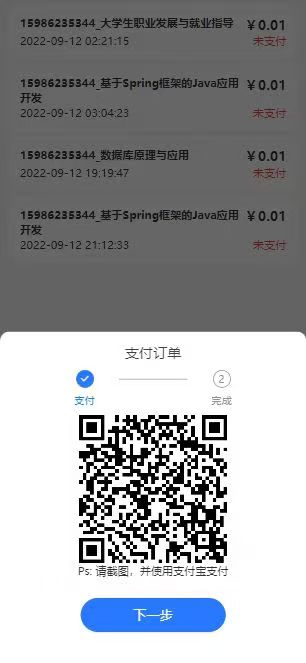 15986235344_大学生职业发展与就业指导 ￥0.01
2022-09-12 02:21:15 未支付
15986235344_基于Spring框架的Java应用 ￥0.01
开发
2022-09-12 03:04:23 未支付
15986235344_数据库原理与应用 ￥0.01
2022-09-12 19:19:47 未支付
15986235344_基于Spring框架的Java应用 ￥0.01
开发
2022-09-12 21:12:33 未支付
支付订单
2
支付 完成
Ps: 请截图，并使用支付宝支付
下一步